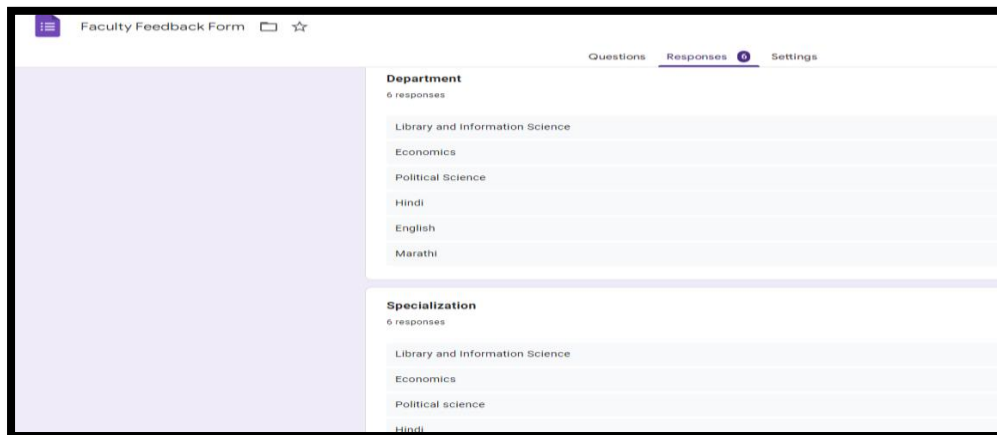 Faculty Feedback Form
Questions Responses 6 Settings
Department
6 responses
Library and Information Science
Economics
Political Science
Hindi
English
Marathi
Specialization
6 responses
Library and Information Science
Economics
Political science
Hindi